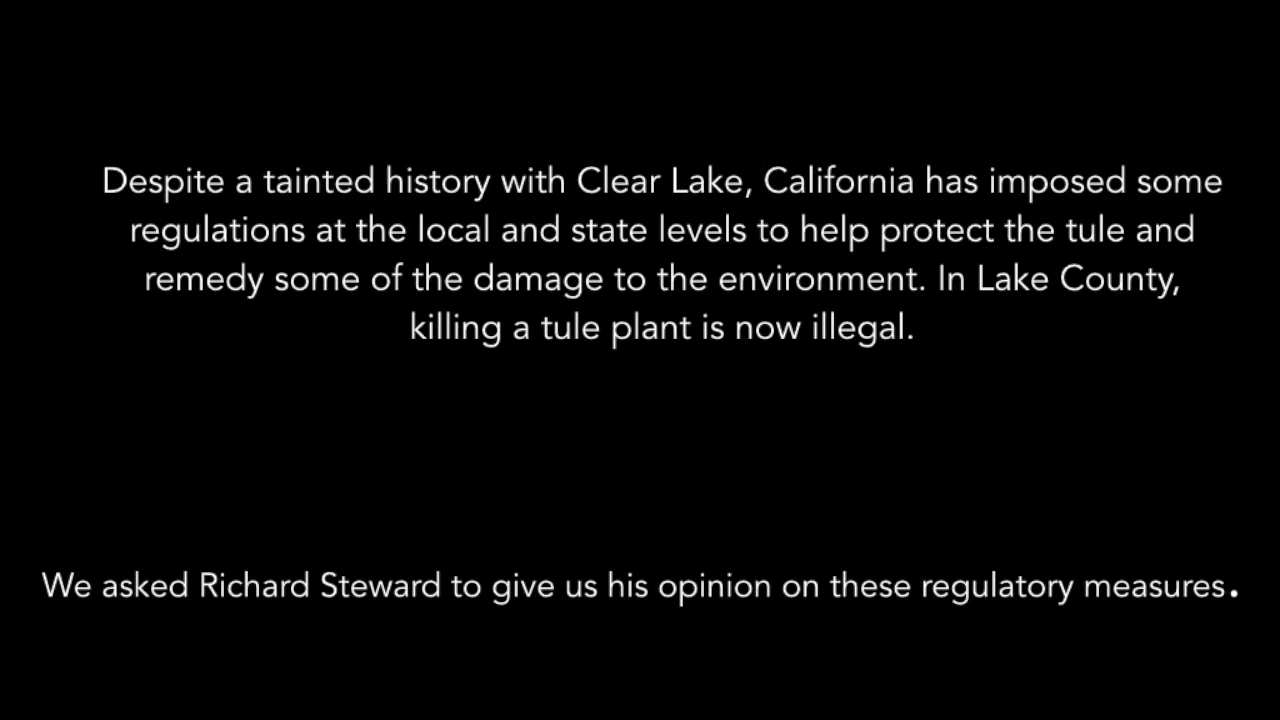 Despite a tainted history with Clear Lake, California has imposed some
regulations at the local and state levels to help protect the tule and
remedy some of the damage to the environment. In Lake County,
killing a tule plant is now illegal.
We asked Richard Steward to give us his opinion on these regulatory measures.